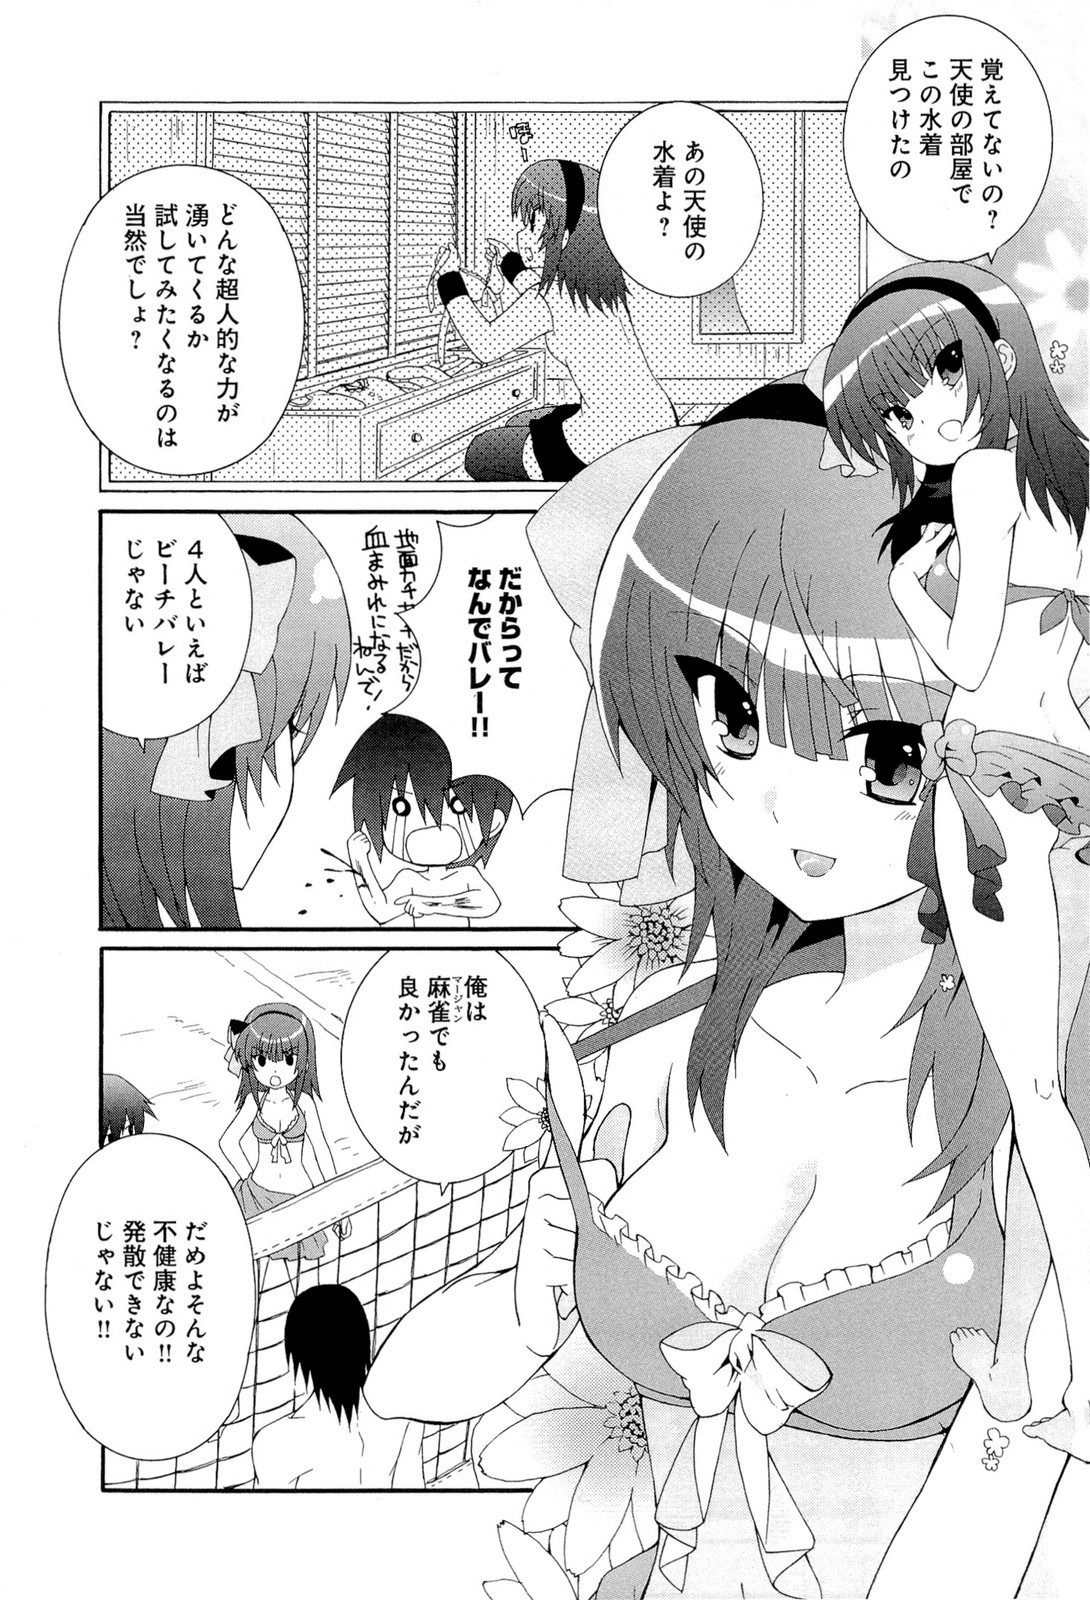 覚えてないの？
天使の部屋で
この水着
見つけたの
あの天使の
水着よ？
ほー
どんな超人的な力が
湧いてくるか
試してみたくなるのは
当然でしょ？
だからって
なんでバレー!!
地面カチャカチャだから
血まみれになる
ねんで！
４人といえば
ビーチバレー
じゃない
俺は
麻雀でも
マージャン
良かったんだが
だめよそんな
不健康なの!!
発散できない
じゃない!!